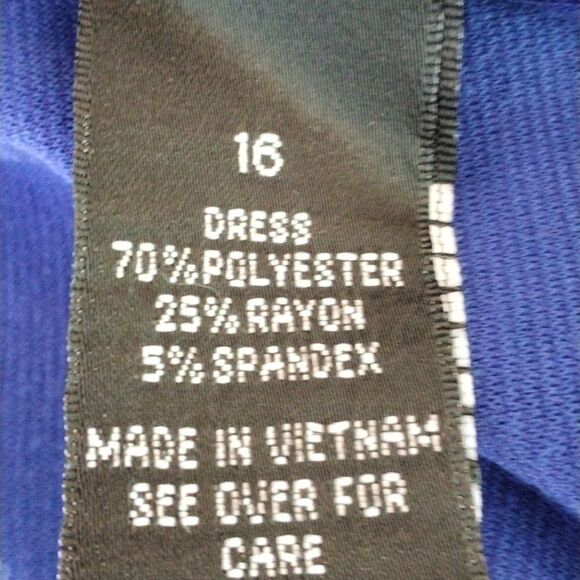 16
DRESS
70%POLYESTER
25%RAYON
5%SPANDEX
MADE IN VIETNAM
SEE OVER FOR
CARE